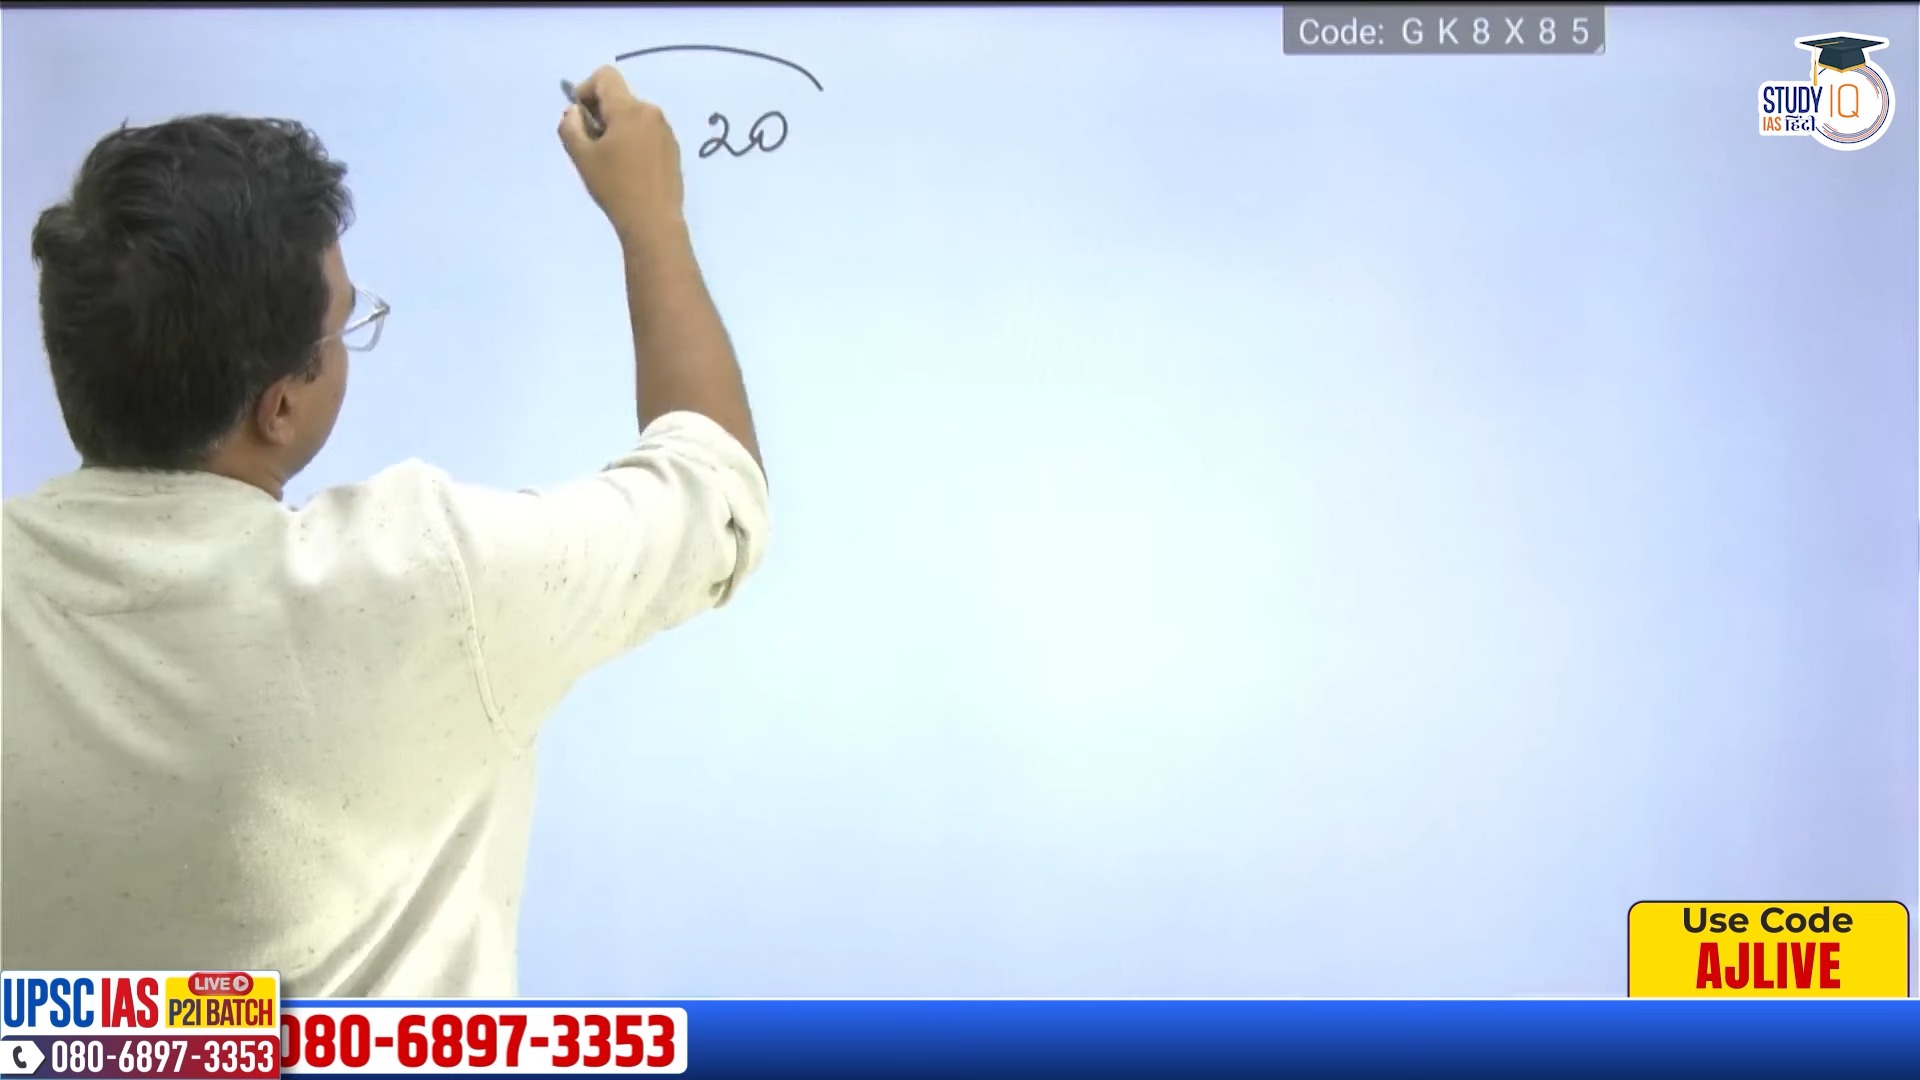 Code: G K 8 X 8 5
STUDY IQ
IAS हिंदी
20
Use Code
AJLIVE
UPSC IAS LIVE P2I BATCH
080-6897-3353
080-6897-3353